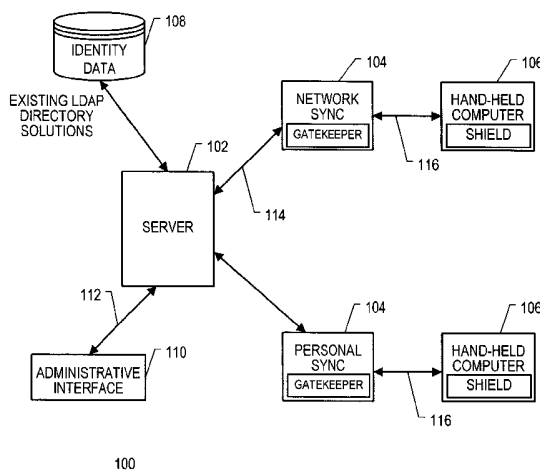 108
IDENTITY
DATA
EXISTING LDAP
DIRECTORY
SOLUTIONS
104
NETWORK
SYNC
GATEKEEPER
106
HAND-HELD
COMPUTER
SHIELD
116
102
SERVER
114
112
110
ADMINISTRATIVE
INTERFACE
104
PERSONAL
SYNC
GATEKEEPER
106
HAND-HELD
COMPUTER
SHIELD
116
100